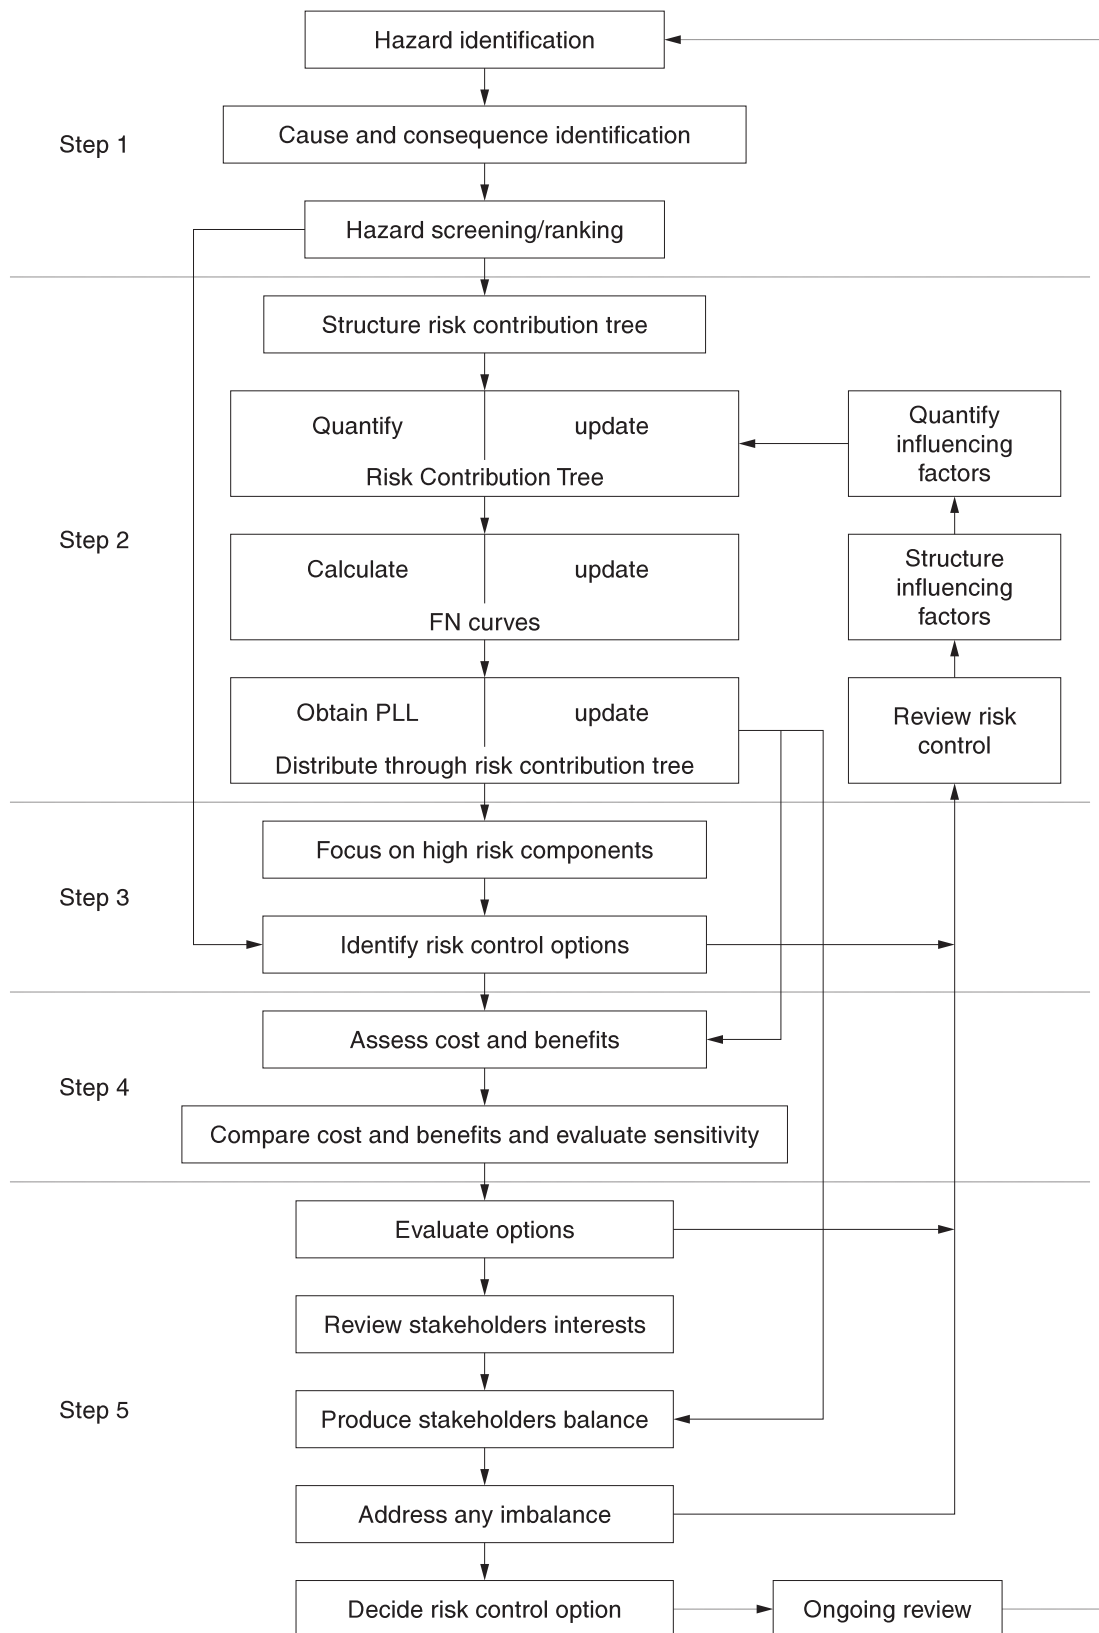 Hazard identification
Step 1
Cause and consequence identification
Hazard screening/ranking
Structure risk contribution tree
Step 2
Quantify update
Risk Contribution Tree
Quantify
influencing
factors
Calculate update
FN curves
Structure
influencing
factors
Obtain PLL update
Distribute through risk contribution tree
Review risk
control
Step 3
Focus on high risk components
Identify risk control options
Step 4
Assess cost and benefits
Compare cost and benefits and evaluate sensitivity
Step 5
Evaluate options
Review stakeholders interests
Produce stakeholders balance
Address any imbalance
Decide risk control option
Ongoing review